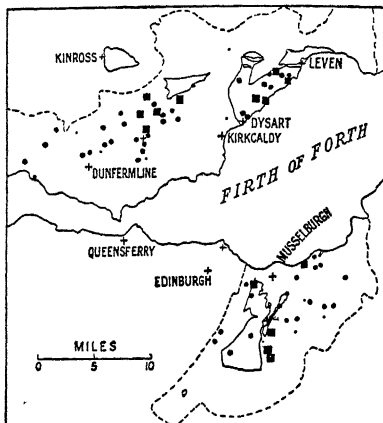 KINROSS
LEVEN
DYSART
KIRKCALDY
DUNFERMLINE
FIRTH OF FORTH
MUSSELBURGH
QUEENSFERRY
EDINBURGH
MILES
0 5 10